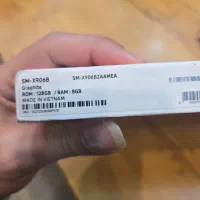 SM-X906B SM-X906BZAAMEA
Graphite
ROM : 128GB / RAM : 8GB
MADE IN VIETNAM